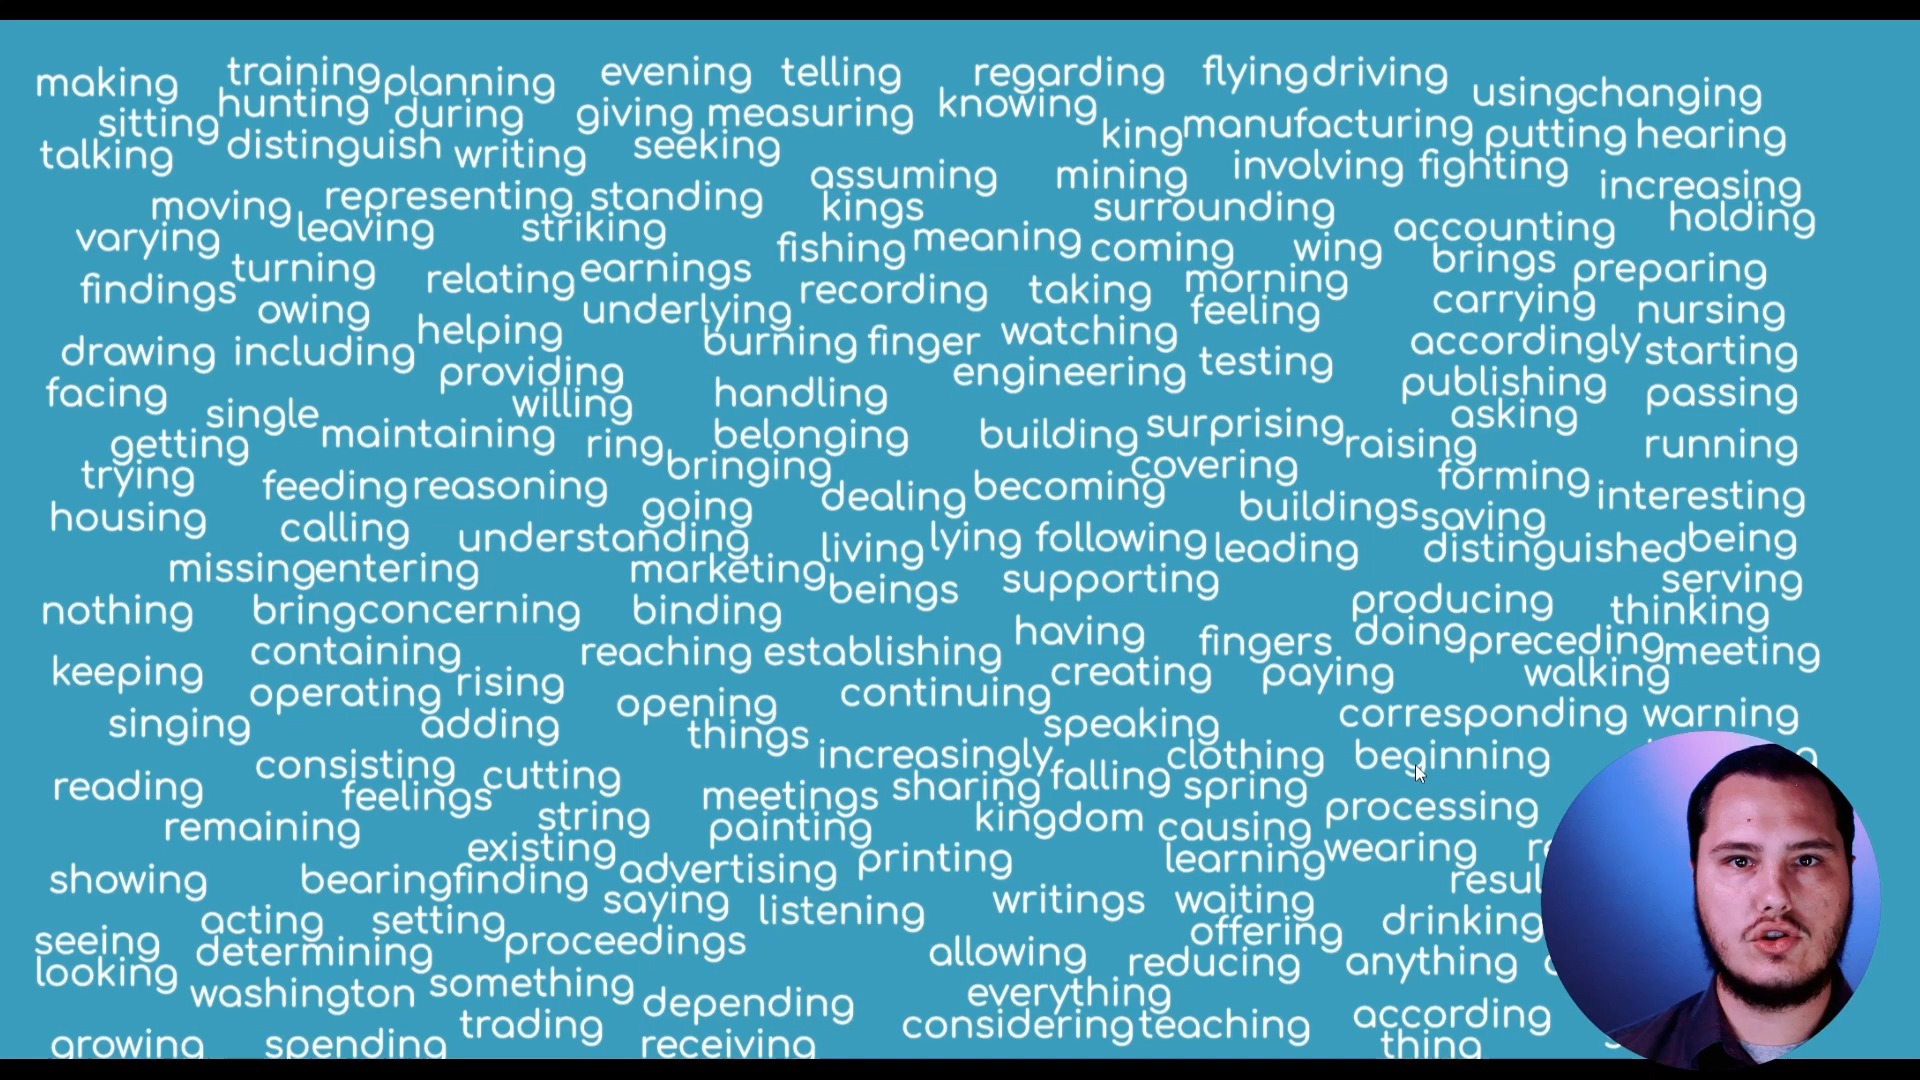 making training planning evening telling regarding flying driving using changing
sitting hunting during giving measuring knowing king manufacturing putting hearing
talking distinguish writing seeking assuming mining involving fighting increasing
moving representing standing kings surrounding accounting holding
varying leaving striking fishing meaning coming wing brings preparing
findings turning relating earnings recording taking morning carrying nursing
owing helping underlying burning finger watching feeling accordingly starting
drawing including providing engineering testing publishing passing
facing single willing handling asking
getting maintaining ring belonging building surprising raising running
trying feeding reasoning bringing dealing becoming covering forming interesting
housing calling understanding going living lying following leading buildings saving distinguished being
missing entering marketing beings supporting serving
nothing bring concerning binding having fingers producing doing thinking
keeping containing reaching establishing creating paying preceding walking meeting
operating rising opening continuing
singing adding things speaking corresponding warning
reading consisting cutting increasingly clothing beginning
feelings meetings sharing falling spring
remaining string painting kingdom causing processing
showing existing advertising printing learning wearing
bearing finding saying listening writings waiting
acting setting offering drinking
seeing determining proceedings allowing reducing anything
looking washington something depending everything
trading considering teaching according
growing spending receiving thing